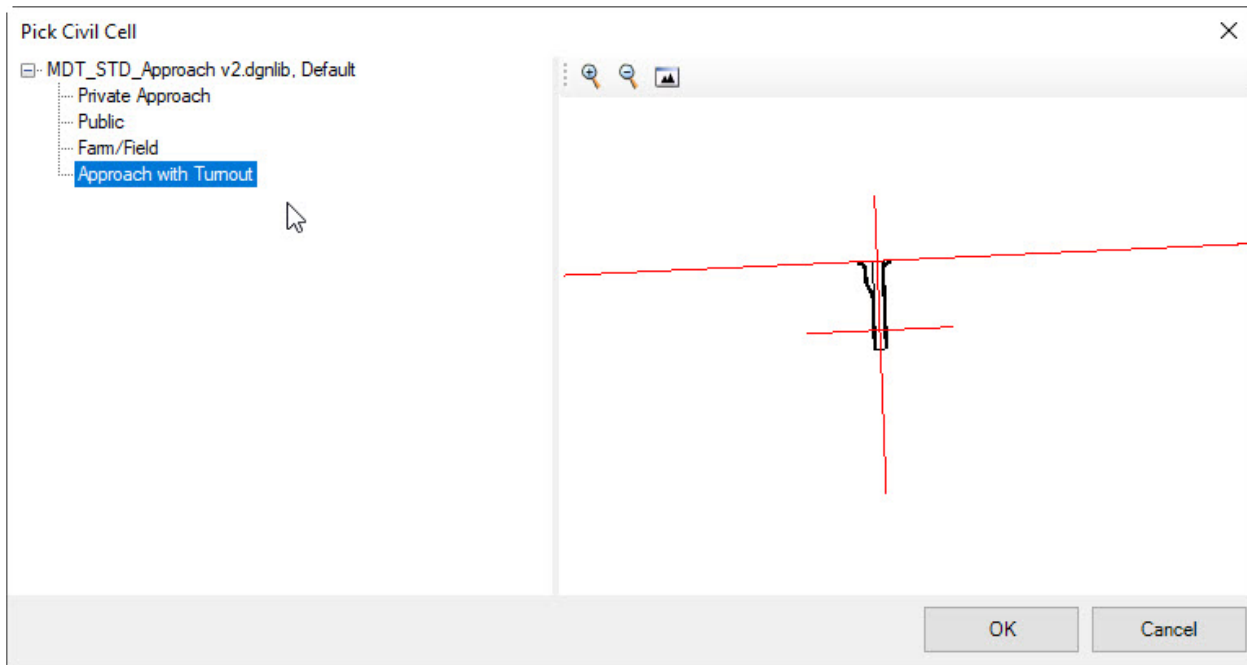 Pick Civil Cell
MDT_STD_Approach v2.dgnlib, Default
Private Approach
Public
Farm/Field
Approach with Turnout
OK
Cancel